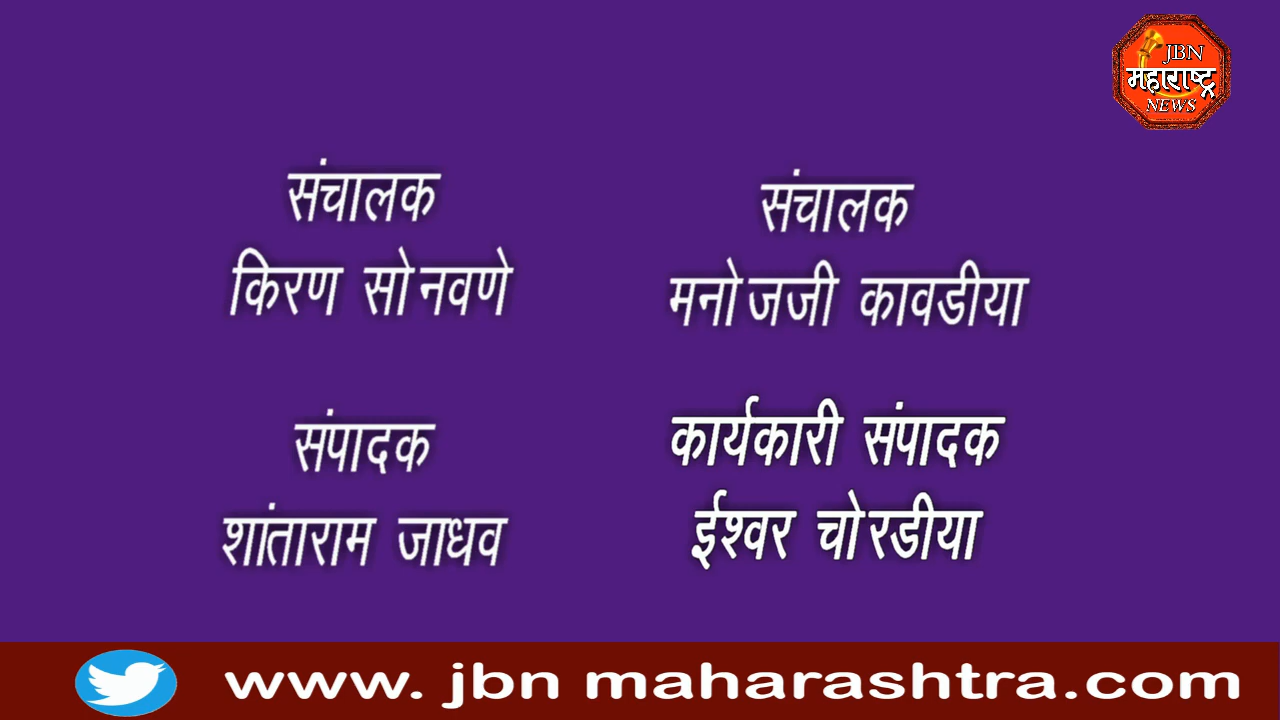 JBN
महाराष्ट्र
NEWS
संचालक
किरण सोनवणे
संचालक
मनोजजी कावडीया
संपादक
शांताराम जाधव
कार्यकारी संपादक
ईश्वर चोरडीया
www. jbn maharashtra.com